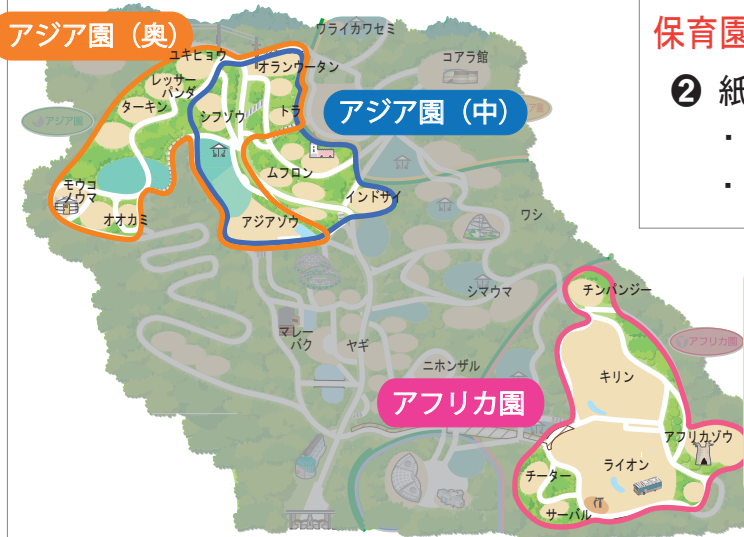 アジア園（奥）
ワライカワセミ
保育園
ユキヒョウ
オランウータン
コアラ館
❷ 紙
レッサー
パンダ
ターキン
シフゾウ
トラ
アジア園（中）
・
・
アジア園
ムフロン
モウコ
ノウマ
インドサイ
オオカミ
アジアゾウ
ワシ
シマウマ
チンパンジー
マレー
バク
ヤギ
ニホンザル
アフリカ園
キリン
アフリカ園
アフリカゾウ
ライオン
チーター
サーバル